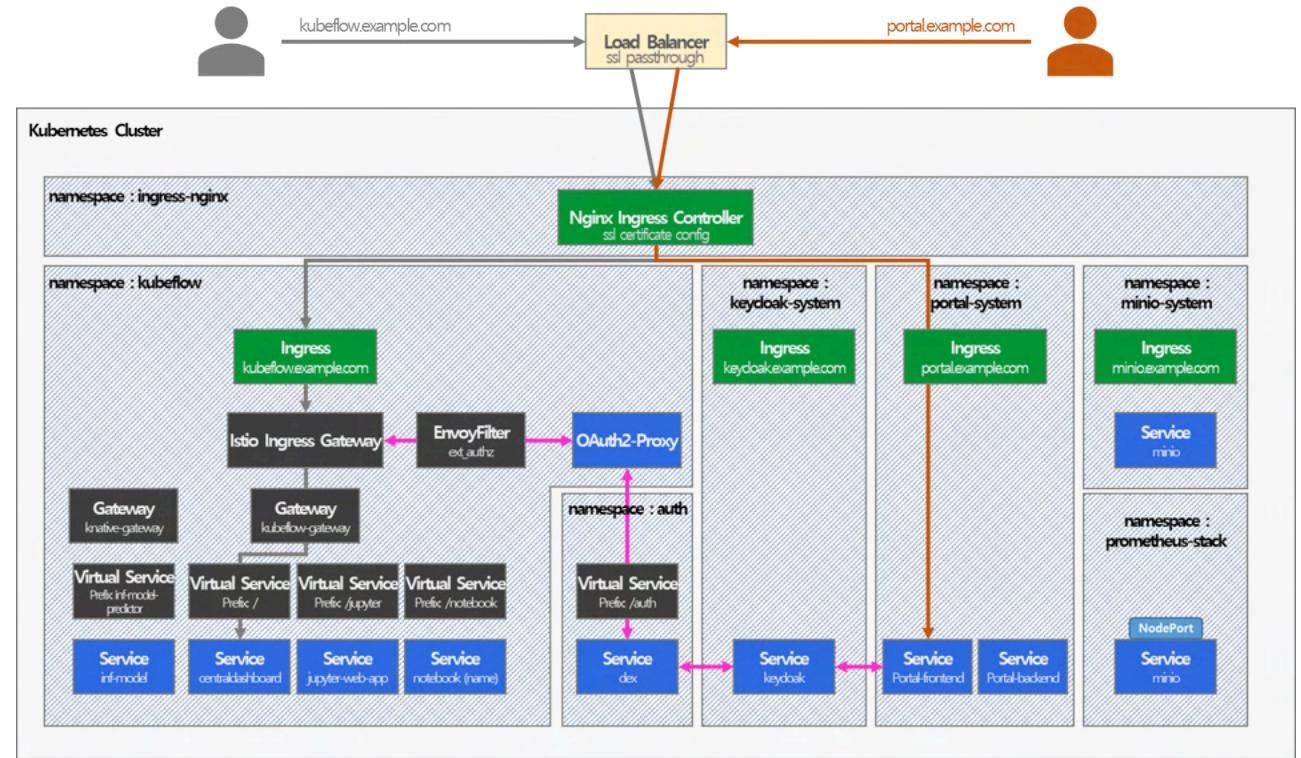 kubeflow.example.com
portal.example.com
Load Balancer
ssl passthrough
Kubernetes Cluster
namespace : ingress-nginx
Nginx Ingress Controller
ssl certificate config
namespace : kubeflow
namespace :
keycloak-system
namespace :
portal-system
namespace :
minio-system
Ingress
kubeflow.example.com
Ingress
keycloak.example.com
Ingress
portal.example.com
Ingress
minio.example.com
Istio Ingress Gateway
EnvoyFilter
ext_authz
OAuth2-Proxy
Service
minio
Gateway
knative-gateway
Gateway
kubeflow-gateway
namespace : auth
namespace :
prometheus-stack
Virtual Service
Prefix inf-model-
predictor
Virtual Service
Prefix /
Virtual Service
Prefix /jupyter
Virtual Service
Prefix /notebook
Virtual Service
Prefix /auth
NodePort
Service
inf-model
Service
centraldashboard
Service
jupyter-web-app
Service
notebook (name)
Service
dex
Service
keycloak
Service
Portal-frontend
Service
Portal-backend
Service
minio